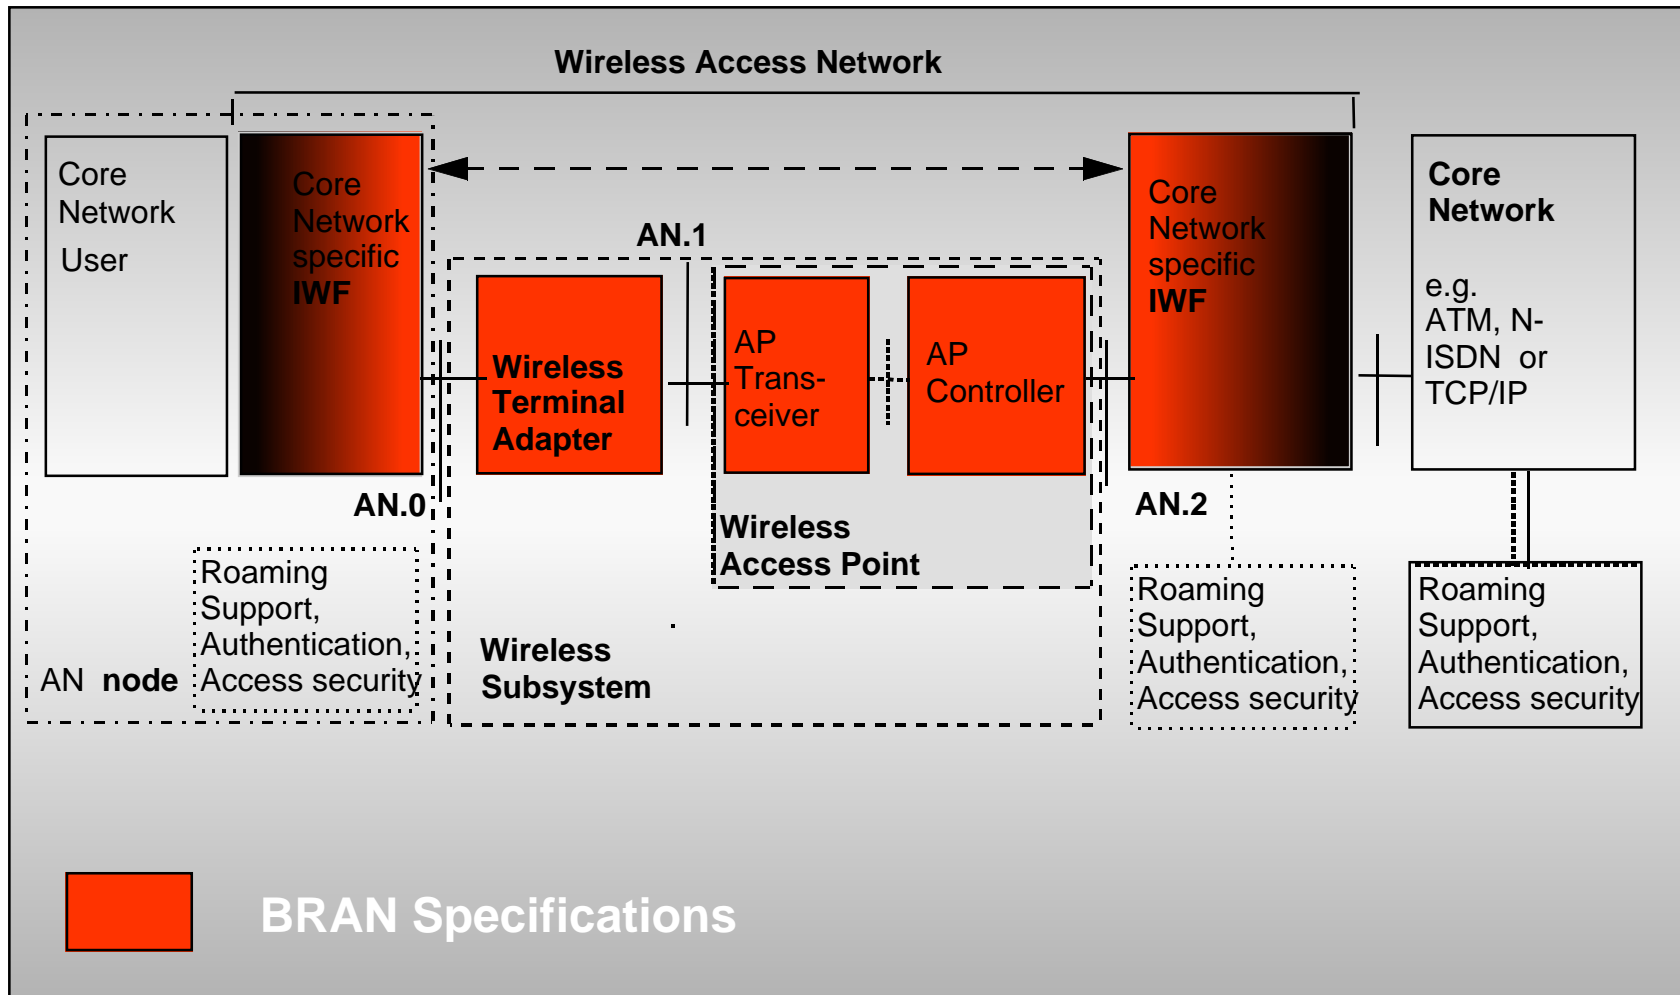 Wireless Access Network
Core
Network
User
Core
Network
specific
IWF
AN.0
AN.1
Wireless
Terminal
Adapter
AP
Trans-
ceiver
AP
Controller
Wireless
Access Point
Wireless
Subsystem
AN.2
Core
Network
specific
IWF
Core
Network
e.g.
ATM, N-
ISDN or
TCP/IP
AN node
Roaming
Support,
Authentication,
Access security
Roaming
Support,
Authentication,
Access security
Roaming
Support,
Authentication,
Access security
BRAN Specifications